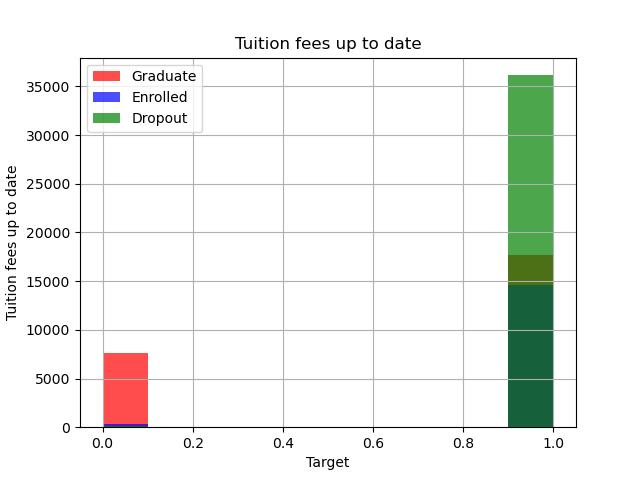 Tuition fees up to date
Graduate
Enrolled
Dropout
Tuition fees up to date
35000
30000
25000
20000
15000
10000
5000
0
0.0 0.2 0.4 0.6 0.8 1.0
Target